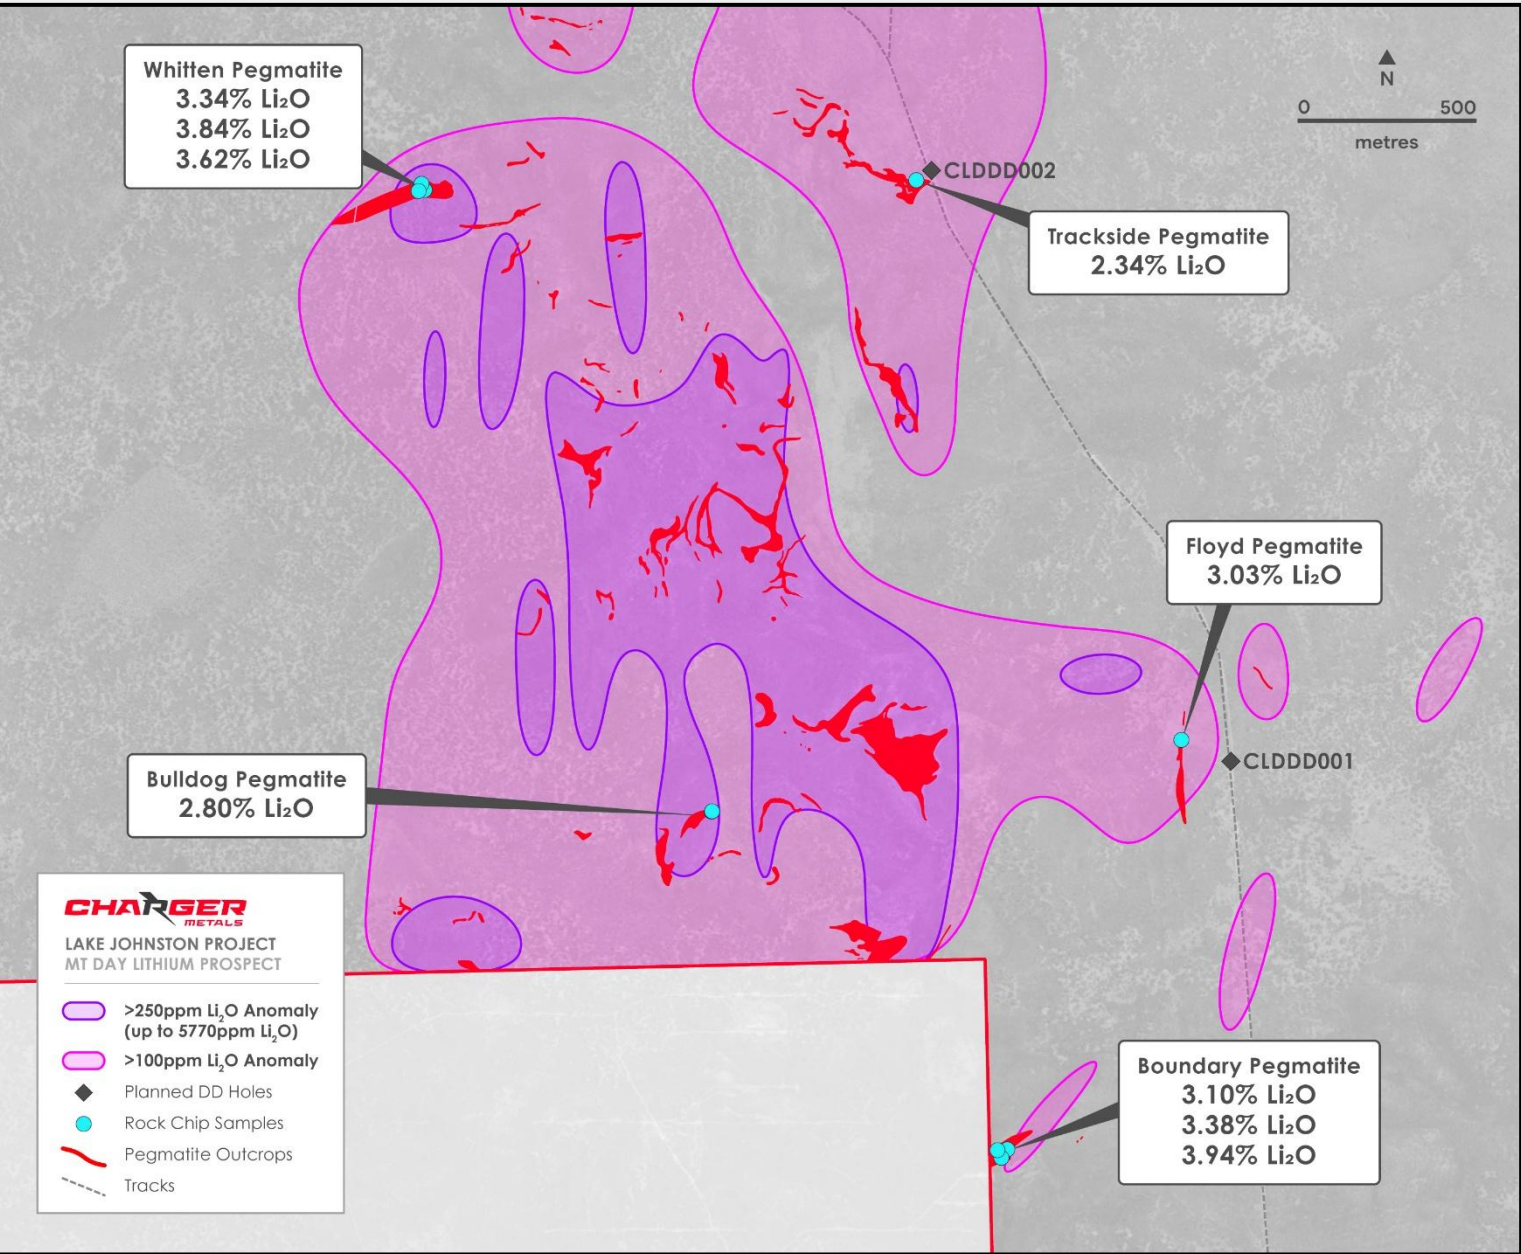 Whitten Pegmatite
3.34% Li₂O
3.84% Li₂O
3.62% Li₂O
N
0 500
metres
CLDDD002
Trackside Pegmatite
2.34% Li₂O
Floyd Pegmatite
3.03% Li₂O
CLDDD001
Bulldog Pegmatite
2.80% Li₂O
CHARGER
METALS
LAKE JOHNSTON PROJECT
MT DAY LITHIUM PROSPECT
>250ppm Li₂O Anomaly
(up to 5770ppm Li₂O)
>100ppm Li₂O Anomaly
Planned DD Holes
Rock Chip Samples
Pegmatite Outcrops
Tracks
Boundary Pegmatite
3.10% Li₂O
3.38% Li₂O
3.94% Li₂O